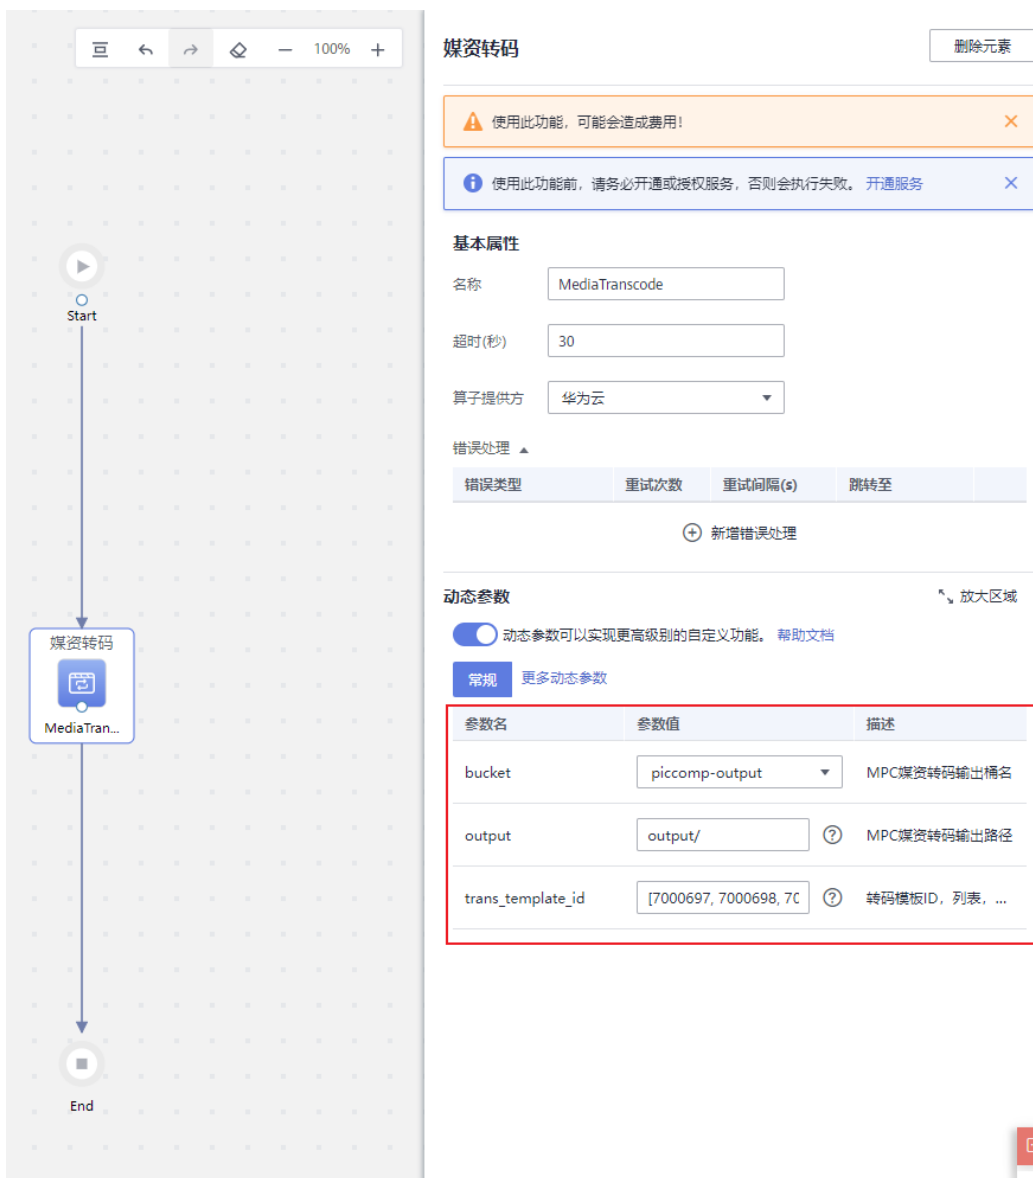 100%
Start
媒资转码
MediaTran...
End
媒资转码
删除元素
使用此功能，可能会造成费用！
使用此功能前，请务必开通或授权服务，否则会执行失败。 开通服务
基本属性
名称 MediaTranscode
超时(秒) 30
算子提供方 华为云
错误处理
错误类型 重试次数 重试间隔(s) 跳转至
新增错误处理
动态参数 放大区域
动态参数可以实现更高级别的自定义功能。 帮助文档
常规 更多动态参数
参数名 参数值 描述
bucket piccomp-output MPC媒资转码输出桶名
output output/ MPC媒资转码输出路径
trans_template_id [7000697, 7000698, 70 转码模板ID，列表，...